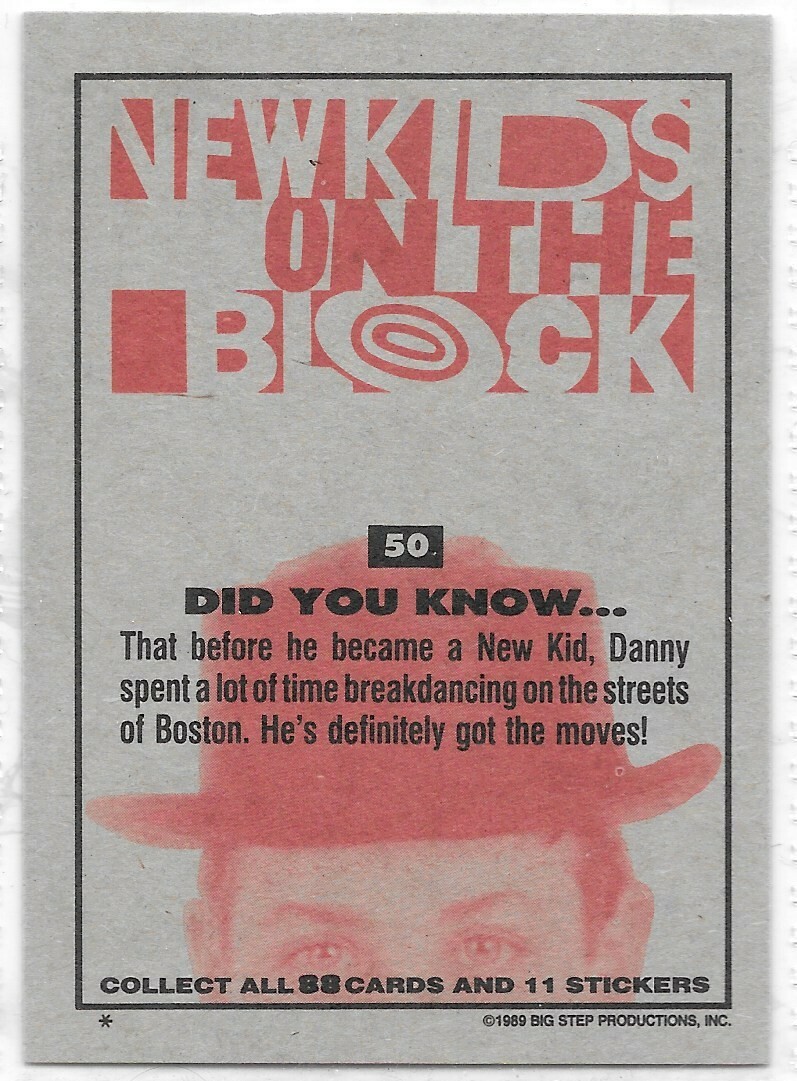 NEW KIDS
ON THE
BLOCK
50
DID YOU KNOW...
That before he became a New Kid, Danny
spent a lot of time breakdancing on the streets
of Boston. He's definitely got the moves!
COLLECT ALL 88 CARDS AND 11 STICKERS
* ©1989 BIG STEP PRODUCTIONS, INC.